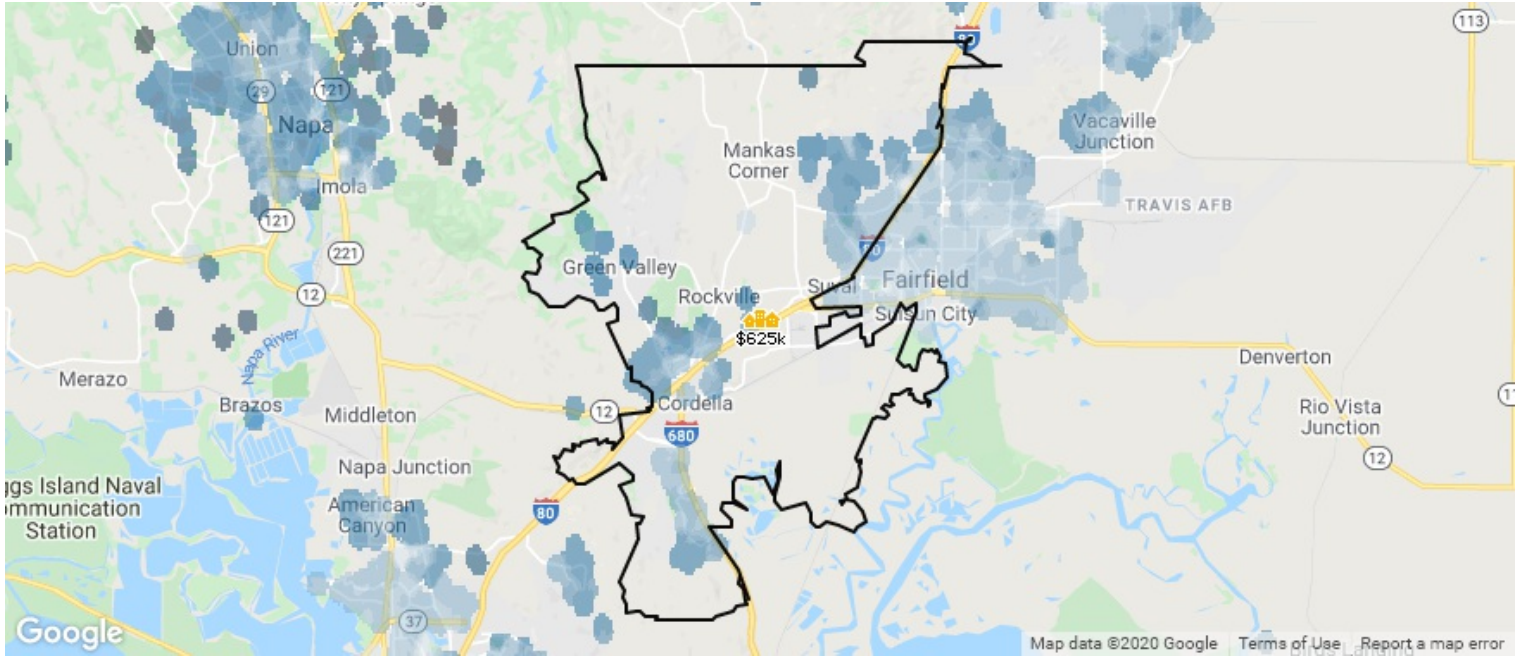 80
113
Union
29
121
Napa
Vacaville
Junction
Mankas
Corner
Imola
TRAVIS AFB
121
221
Green Valley
Fairfield
12
Rockville
Suisun City
$625k
Napa River
Denverton
Merazo
Brazos
Middleton
12
Cordelia
Rio Vista
Junction
680
12
Napa Junction
ggs Island Naval
ommunication
Station
American
Canyon
80
37
Google
Map data ©2020 Google
Terms of Use
Report a map error